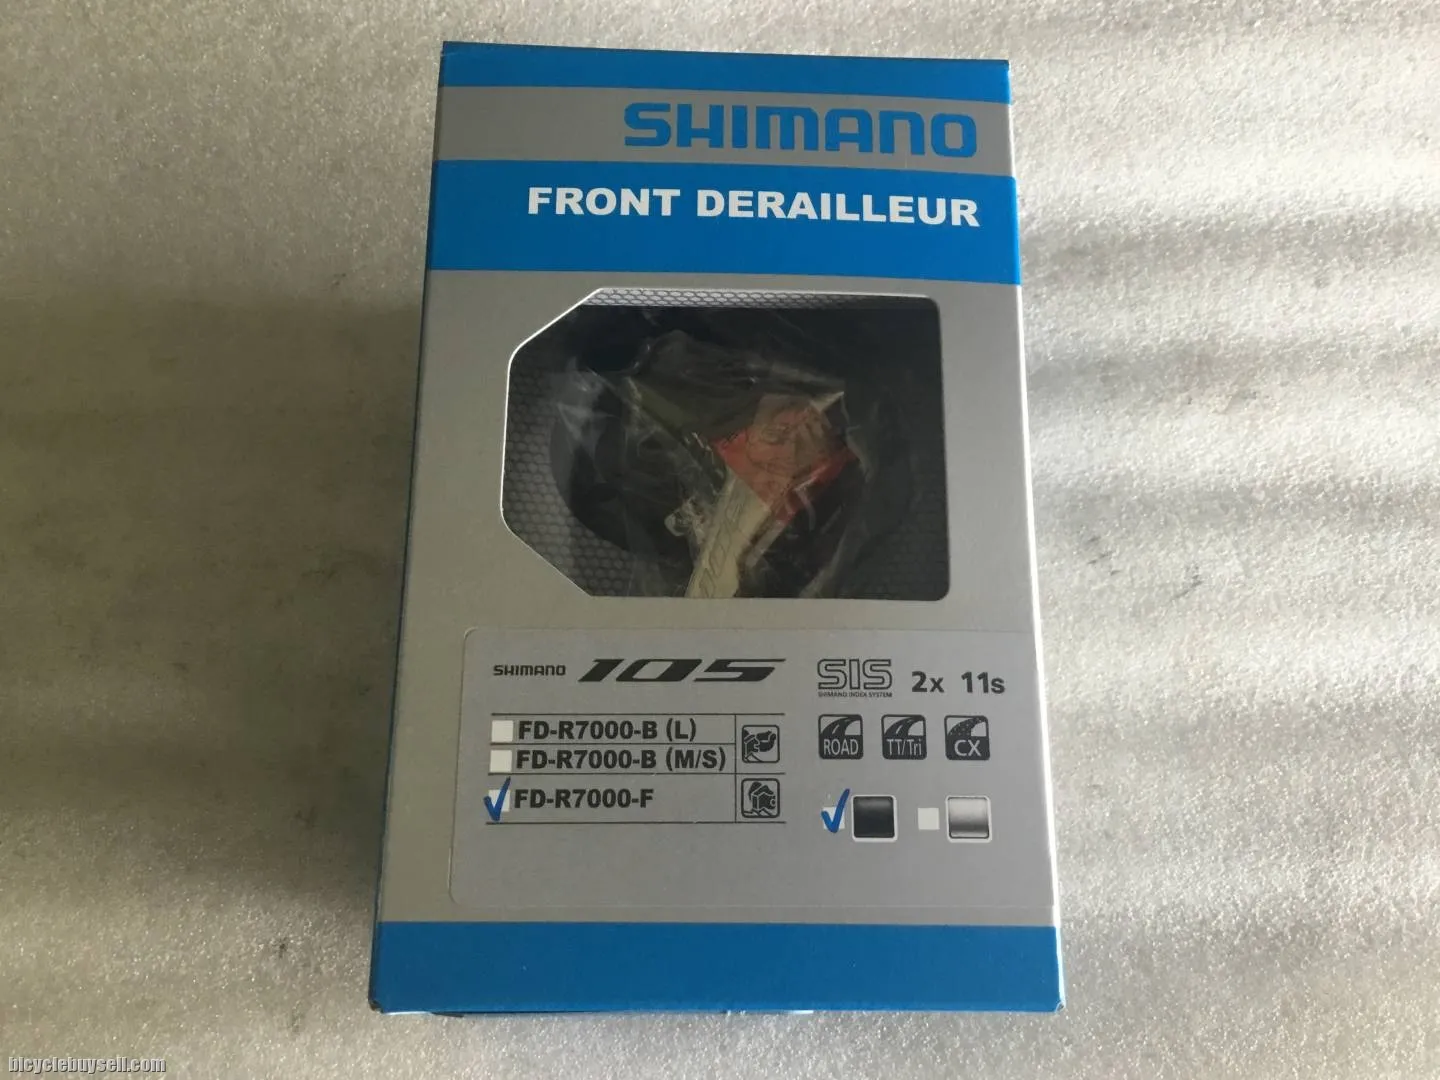 SHIMANO
FRONT DERAILLEUR
SHIMANO 105
SIS 2x 11s
SHIMANO INDEX SYSTEM
FD-R7000-B (L)
FD-R7000-B (M/S)
FD-R7000-F
ROAD TT/Tri CX
bicyclebuysell.com